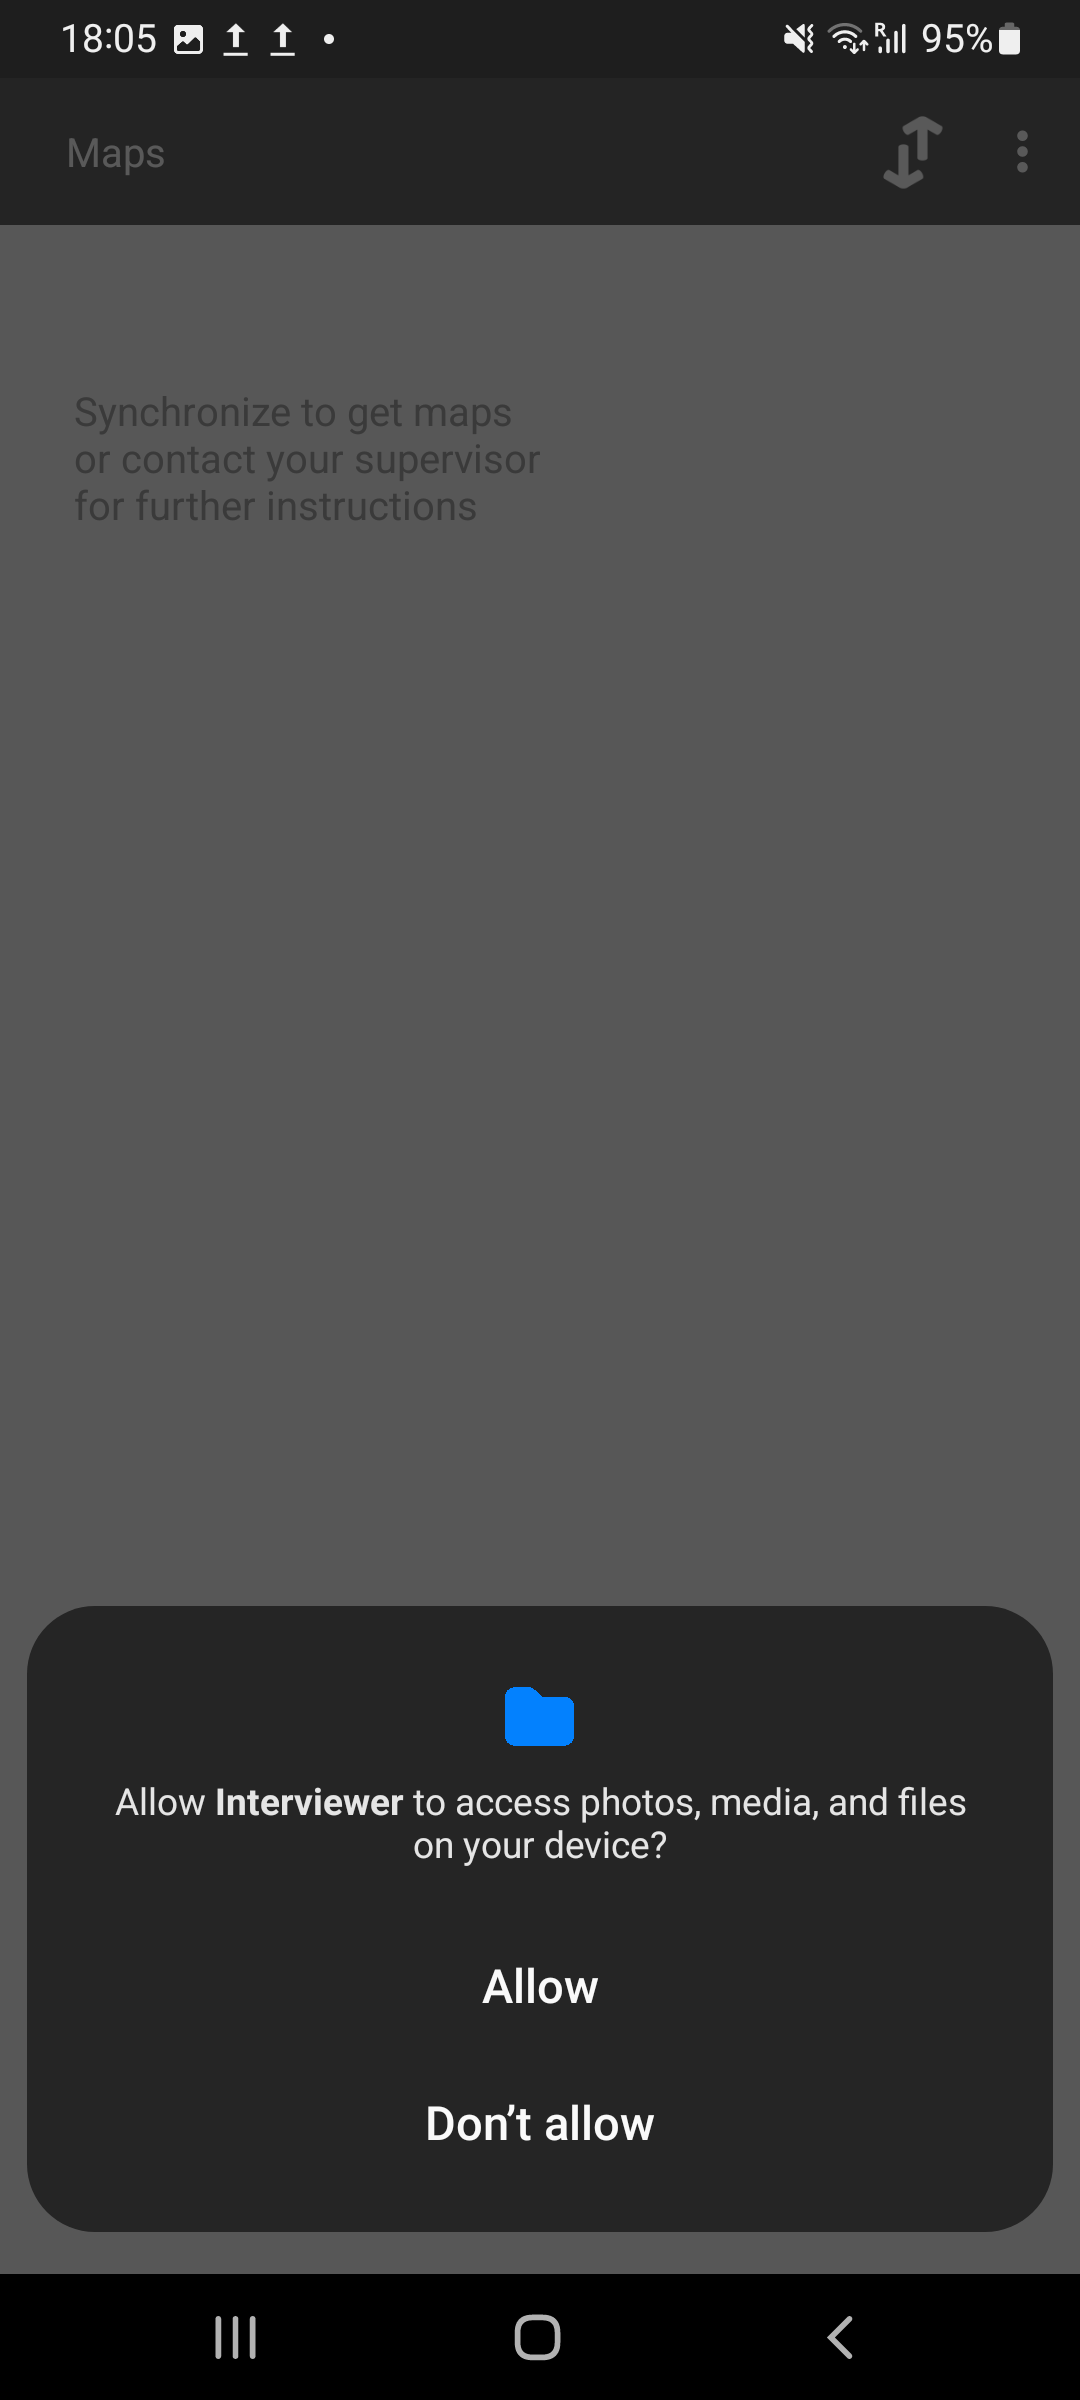 18:05
R
95%
Maps
Synchronize to get maps
or contact your supervisor
for further instructions
Allow Interviewer to access photos, media, and files
on your device?
Allow
Don’t allow